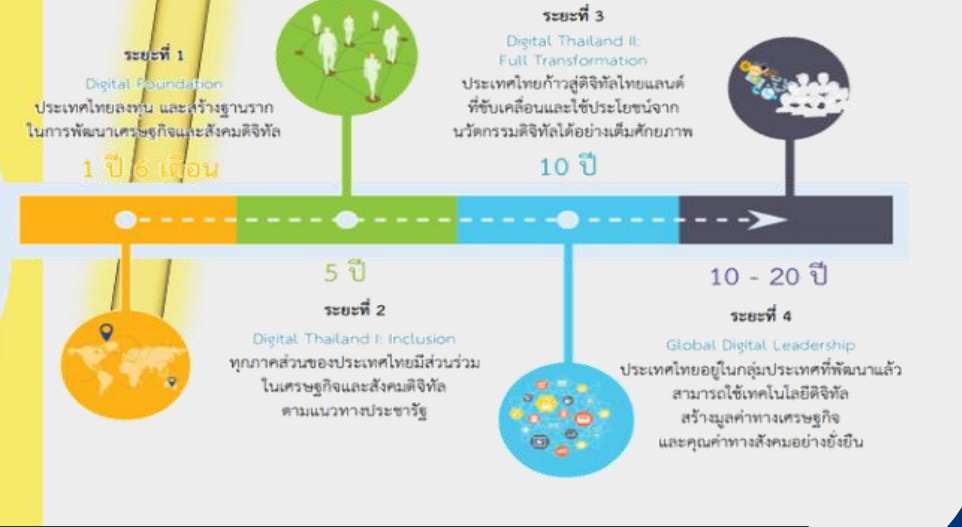 ระยะที่ 1
Digital Foundation
ประเทศไทยลงทุน และสร้างฐานราก
ในการพัฒนาเศรษฐกิจและสังคมดิจิทัล
1 ปี 6 เดือน
5 ปี
ระยะที่ 2
Digital Thailand I: Inclusion
ทุกภาคส่วนของประเทศไทยมีส่วนร่วม
ในเศรษฐกิจและสังคมดิจิทัล
ตามแนวทางประชารัฐ
ระยะที่ 3
Digital Thailand II:
Full Transformation
ประเทศไทยก้าวสู่ดิจิทัลไทยแลนด์
ที่ขับเคลื่อนและใช้ประโยชน์จาก
นวัตกรรมดิจิทัลได้อย่างเต็มศักยภาพ
10 ปี
10 - 20 ปี
ระยะที่ 4
Global Digital Leadership
ประเทศไทยอยู่ในกลุ่มประเทศที่พัฒนาแล้ว
สามารถใช้เทคโนโลยีดิจิทัล
สร้างมูลค่าทางเศรษฐกิจ
และคุณค่าทางสังคมอย่างยั่งยืน